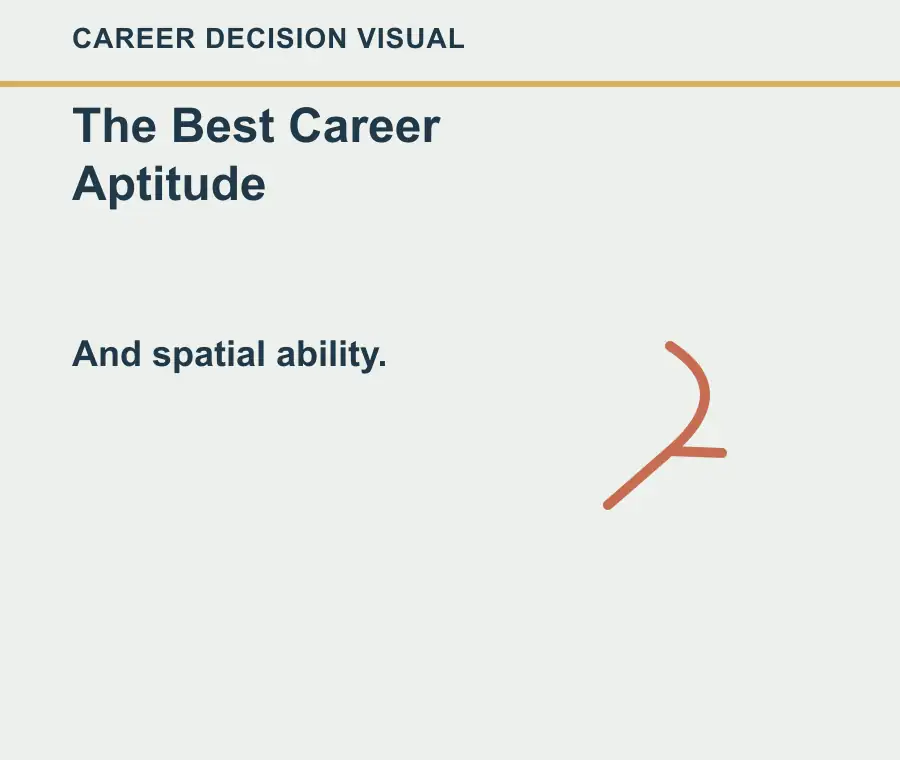 CAREER DECISION VISUAL
The Best Career
Aptitude
And spatial ability.